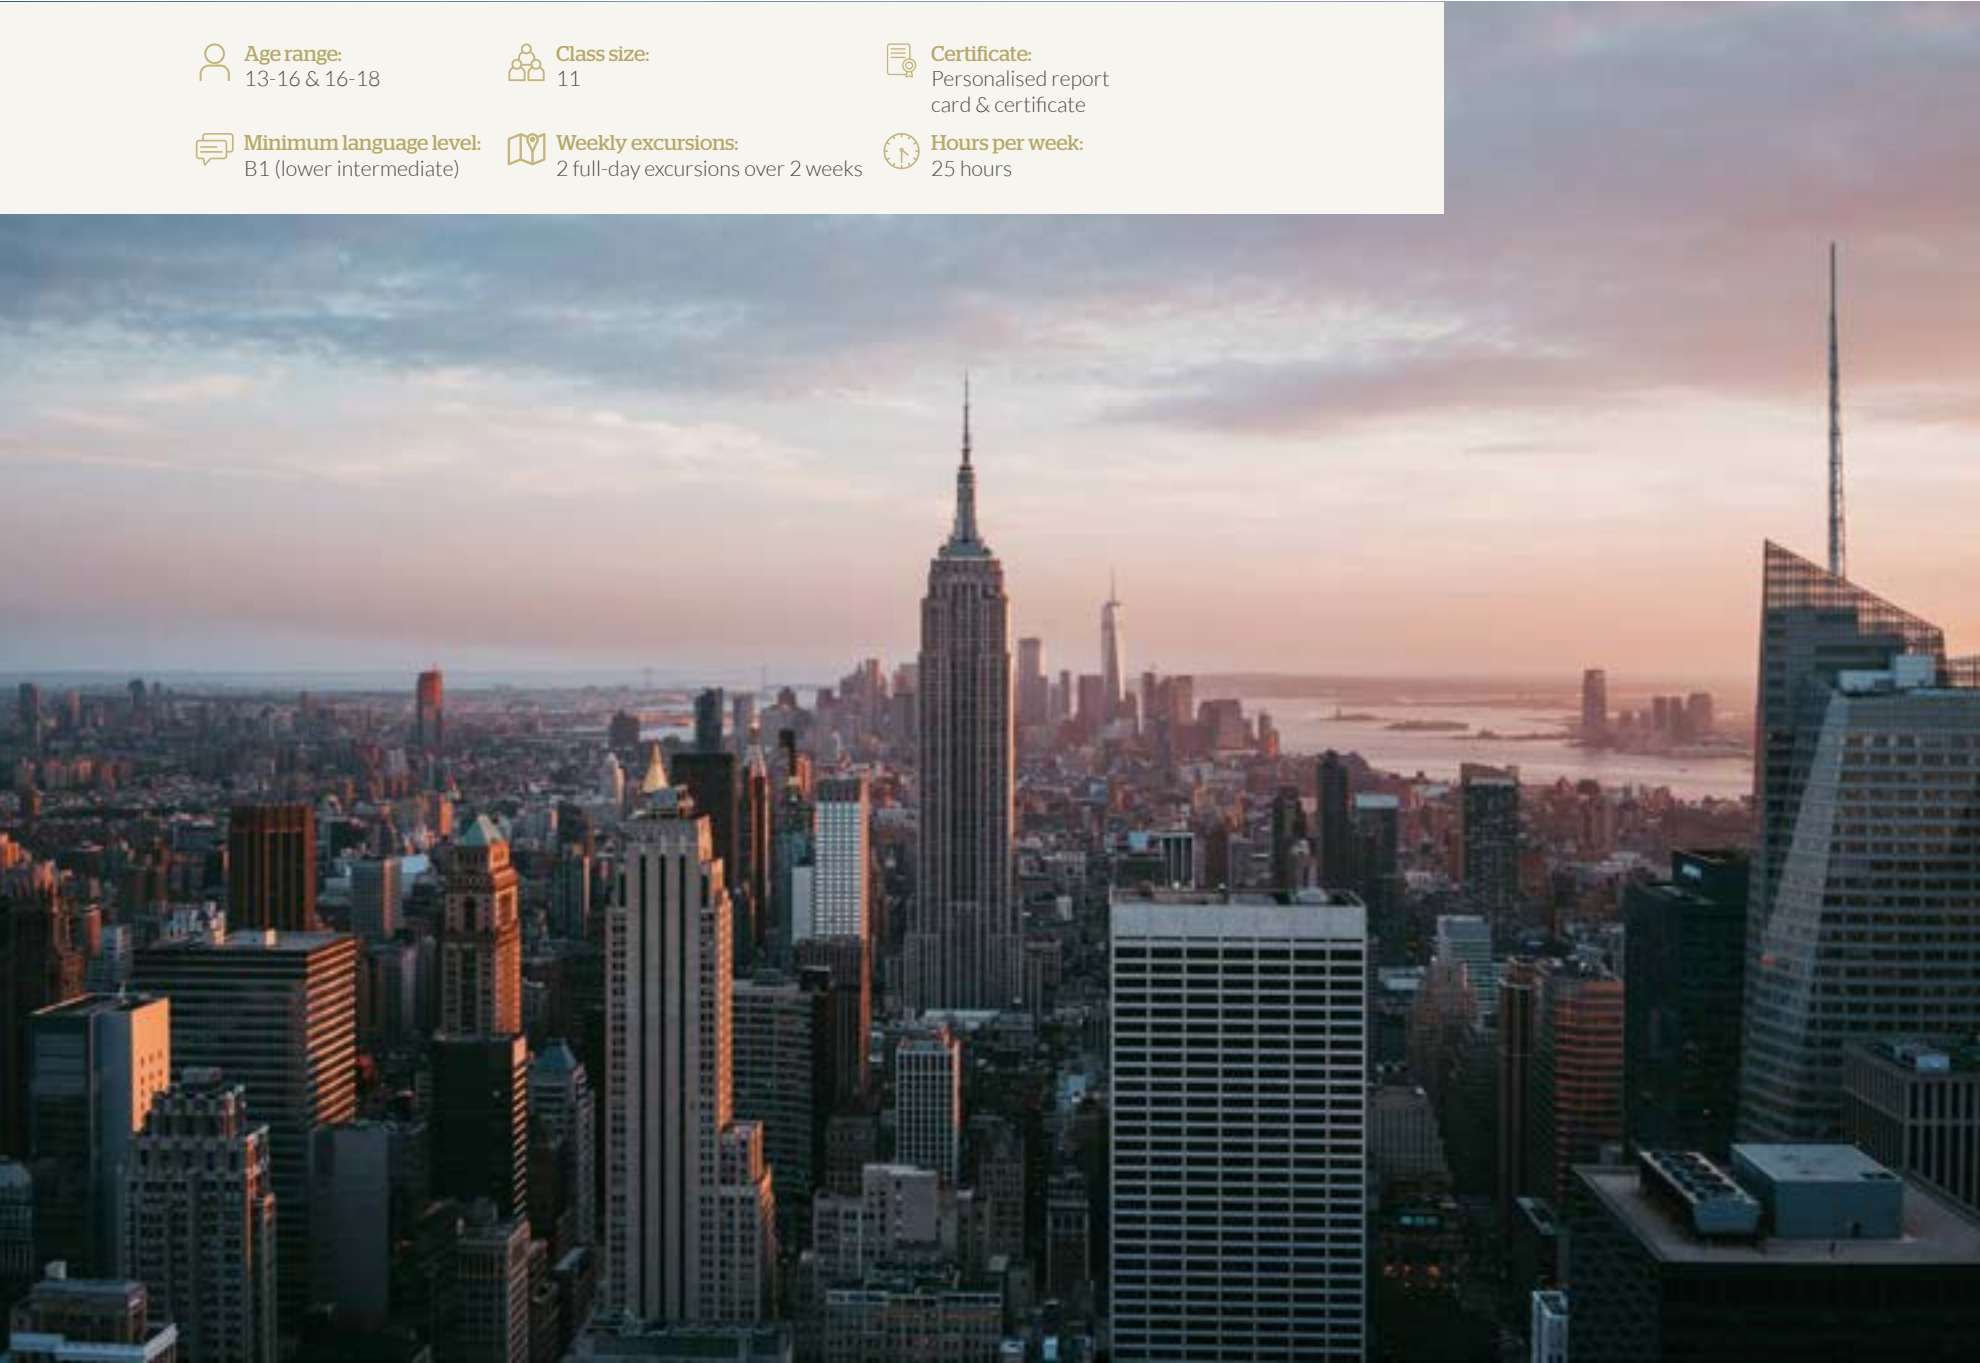 Age range:
13-16 & 16-18
Class size:
11
Certificate:
Personalised report
card & certificate
Minimum language level:
B1 (lower intermediate)
Weekly excursions:
2 full-day excursions over 2 weeks
Hours per week:
25 hours